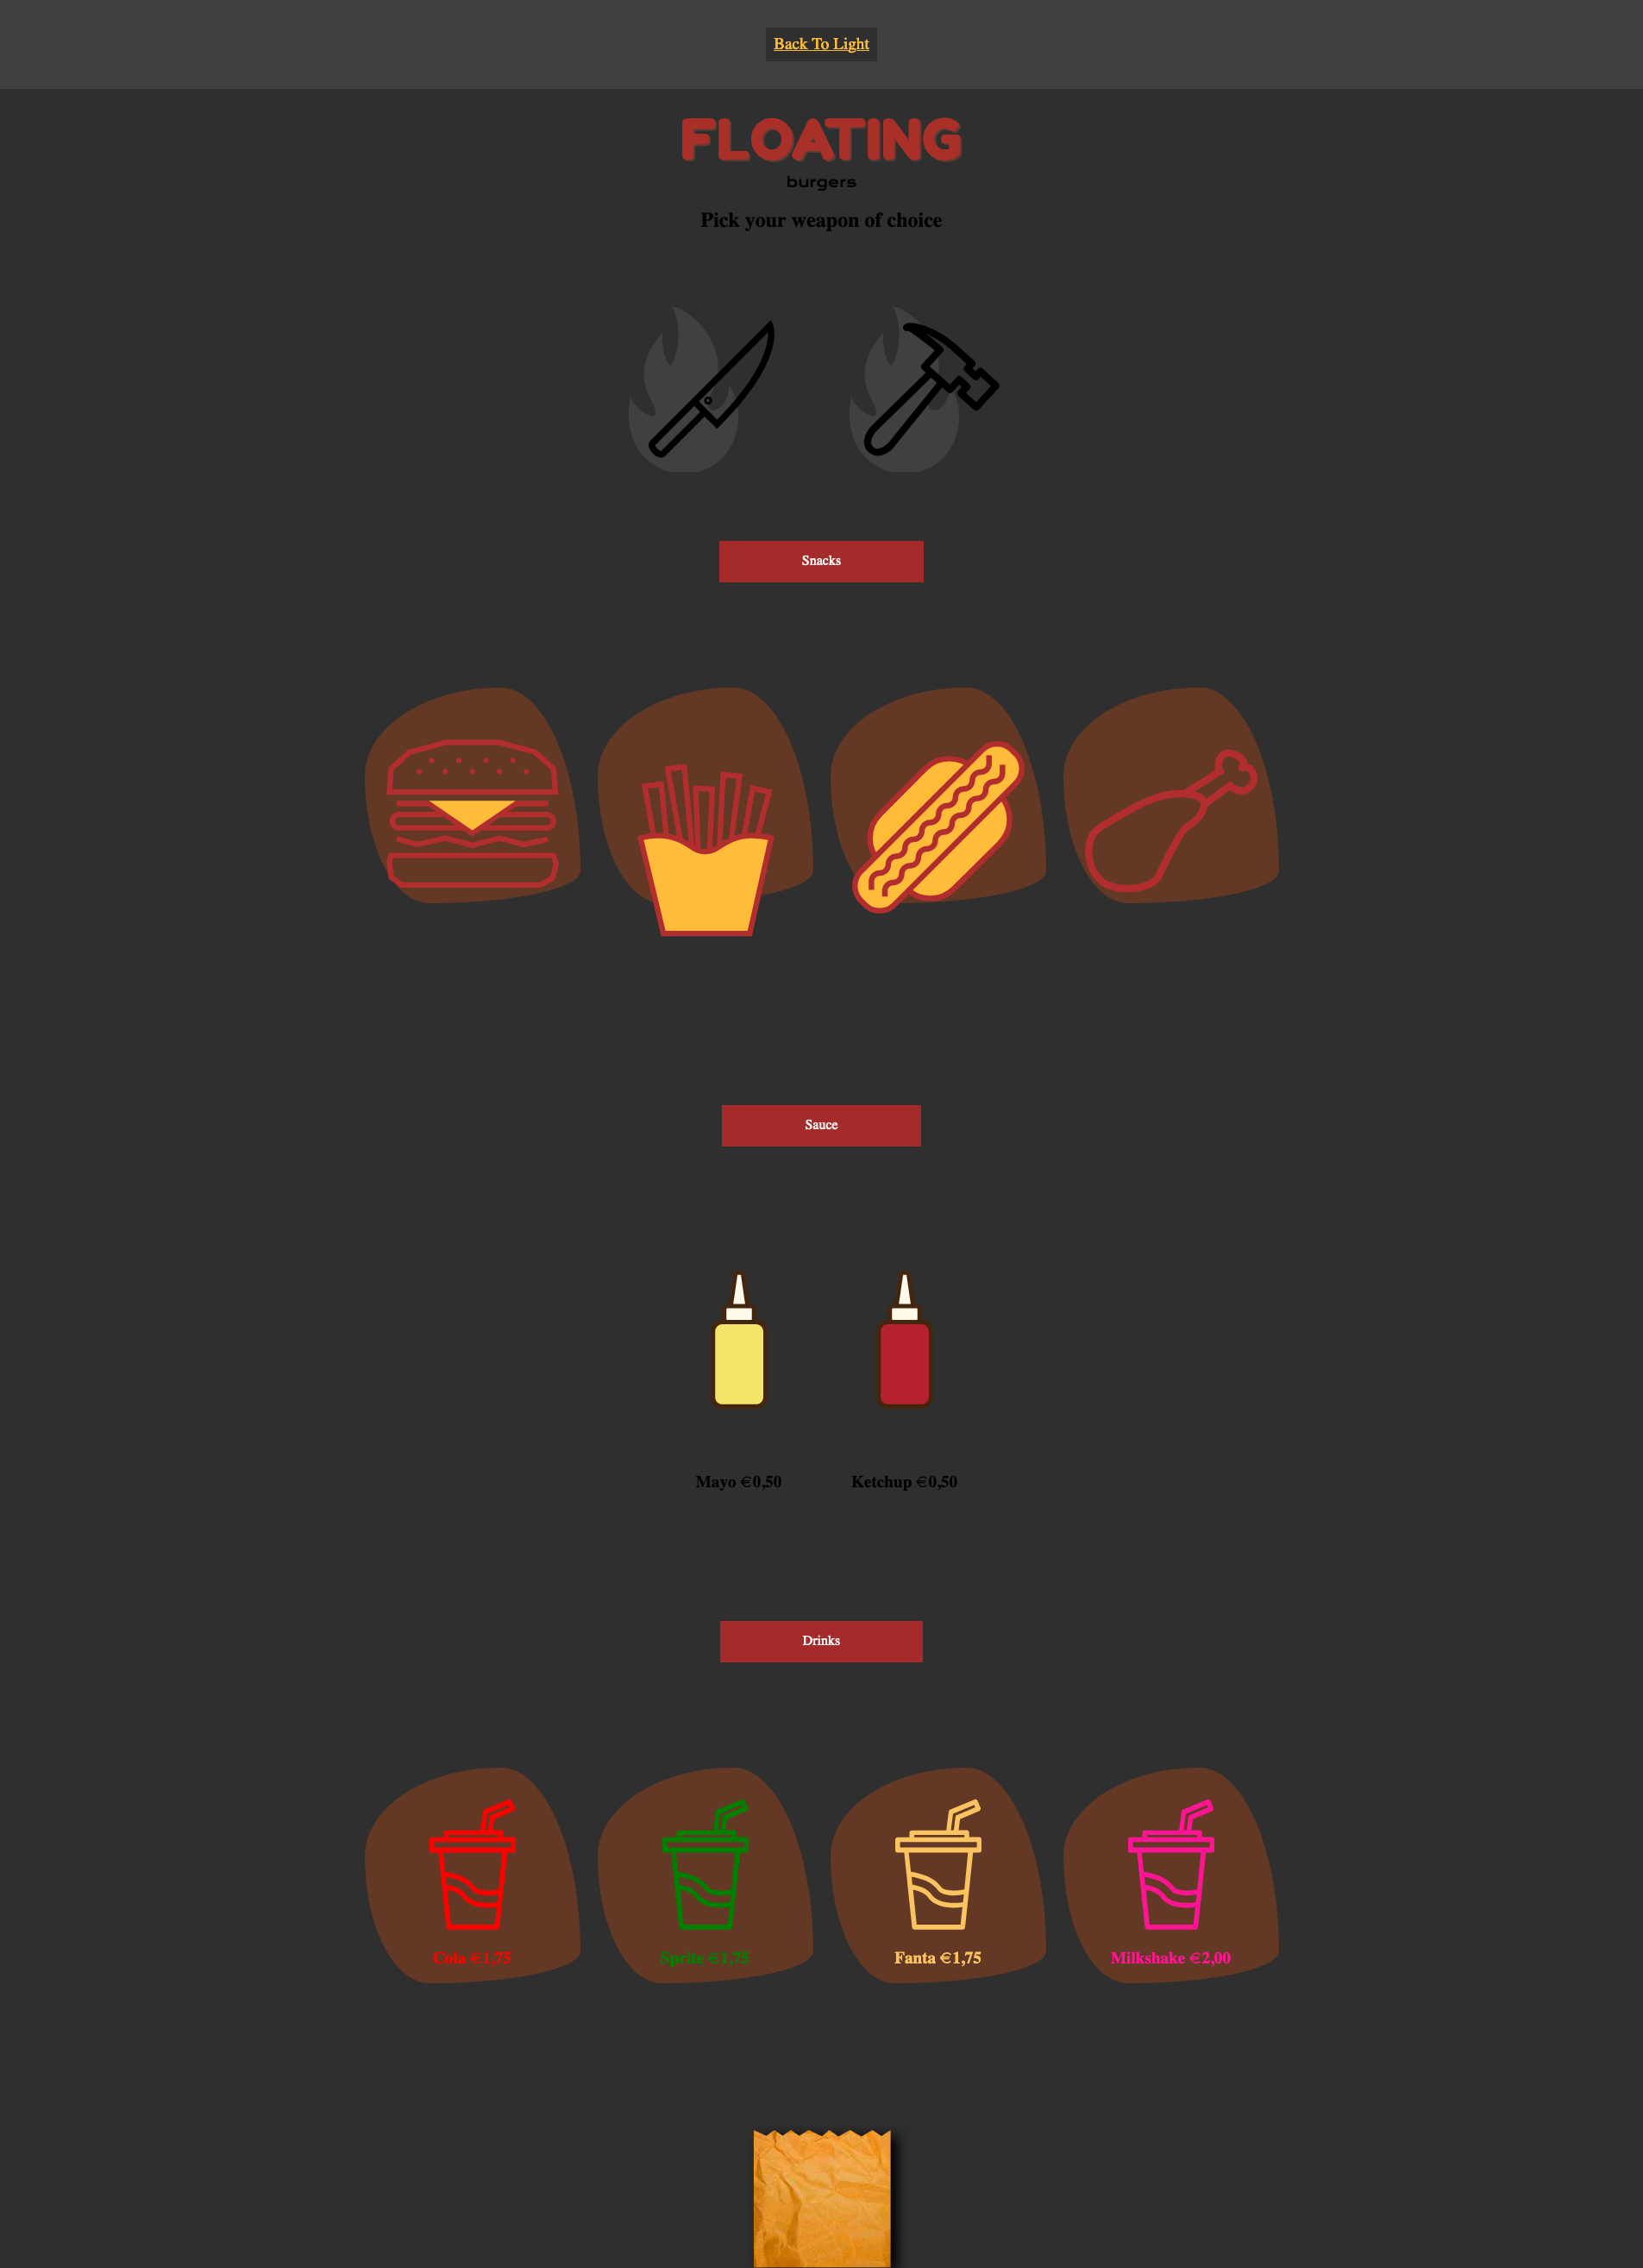 Back To Light
FLOATING
burgers
Pick your weapon of choice
Snacks
Sauce
Mayo €0,50
Ketchup €0,50
Drinks
Cola €1,75
Sprite €1,75
Fanta €1,75
Milkshake €2,00